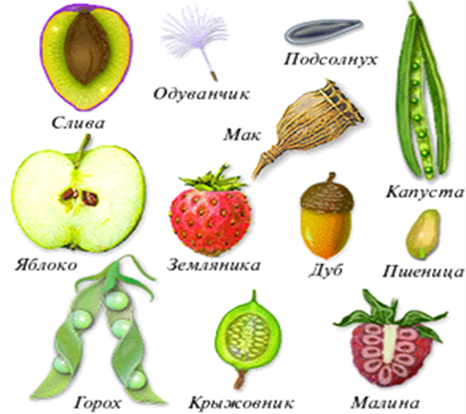 Подсолнух
Одуванчик
Слива
Мак
Капуста
Яблоко
Земляника
Дуб
Пшеница
Горох
Крыжовник
Малина